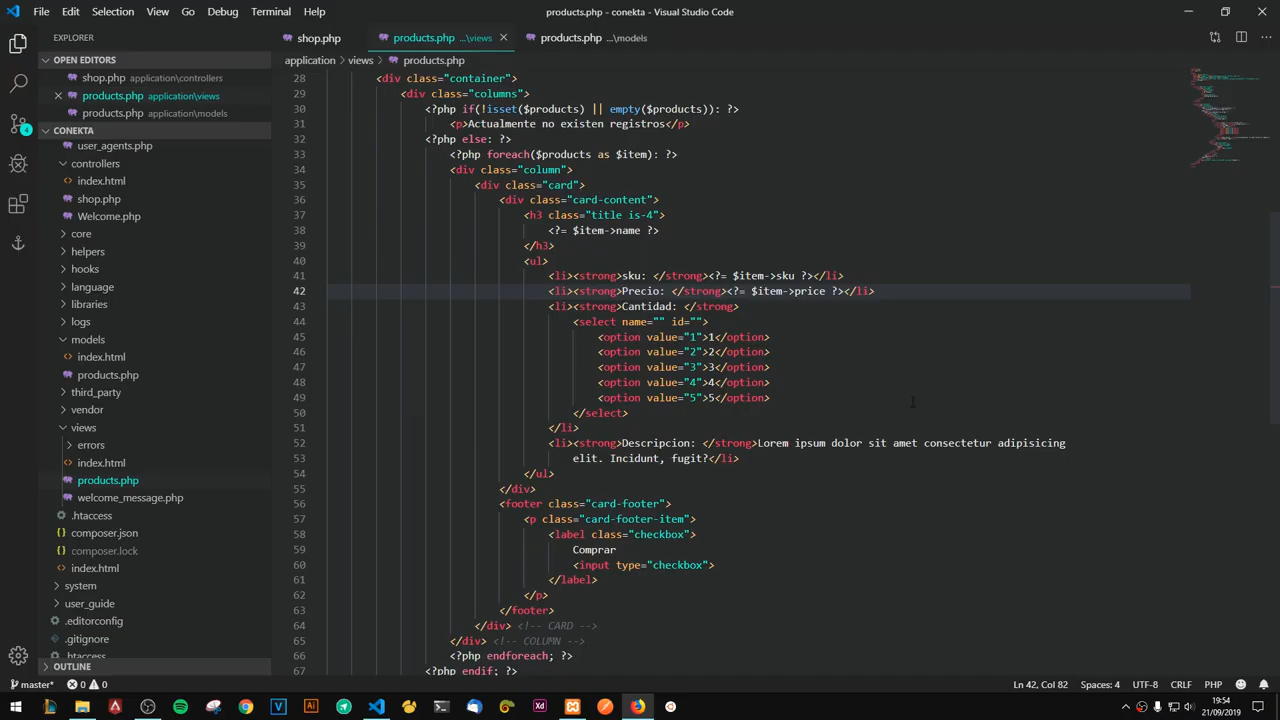 File Edit Selection View Go Debug Terminal Help
products.php - conekta - Visual Studio Code
EXPLORER
shop.php
products.php ...\views
products.php ...\models
OPEN EDITORS
shop.php application\controllers
products.php application\views
products.php application\models
CONEKTA
user_agents.php
controllers
index.html
shop.php
Welcome.php
core
helpers
hooks
language
libraries
logs
models
index.html
products.php
third_party
vendor
views
errors
index.html
products.php
welcome_message.php
.htaccess
composer.json
composer.lock
index.html
system
user_guide
.editorconfig
.gitignore
htaccess
OUTLINE
application > views > products.php
28 <div class="container">
29 <div class="columns">
30 <?php if(!isset($products) || empty($products)): ?>
31 <p>Actualmente no existen registros</p>
32 <?php else: ?>
33 <?php foreach($products as $item): ?>
34 <div class="column">
35 <div class="card">
36 <div class="card-content">
37 <h3 class="title is-4">
38 <?= $item->name ?>
39 </h3>
40 <ul>
41 <li><strong>sku: </strong><?= $item->sku ?></li>
42 <li><strong>Precio: </strong><?= $item->price ?></li>
43 <li><strong>Cantidad: </strong>
44 <select name="" id="">
45 <option value="1">1</option>
46 <option value="2">2</option>
47 <option value="3">3</option>
48 <option value="4">4</option>
49 <option value="5">5</option>
50 </select>
51 </li>
52 <li><strong>Descripcion: </strong>Lorem ipsum dolor sit amet consectetur adipisicing
53 elit. Incidunt, fugit?</li>
54 </ul>
55 </div>
56 <footer class="card-footer">
57 <p class="card-footer-item">
58 <label class="checkbox">
59 Comprar
60 <input type="checkbox">
61 </label>
62 </p>
63 </footer>
64 </div> <!-- CARD -->
65 </div> <!-- COLUMN -->
66 <?php endforeach; ?>
67 <?php endif; ?>
master* 0 0
Ln 42, Col 82 Spaces: 4 UTF-8 CRLF PHP
19:54
21/09/2019